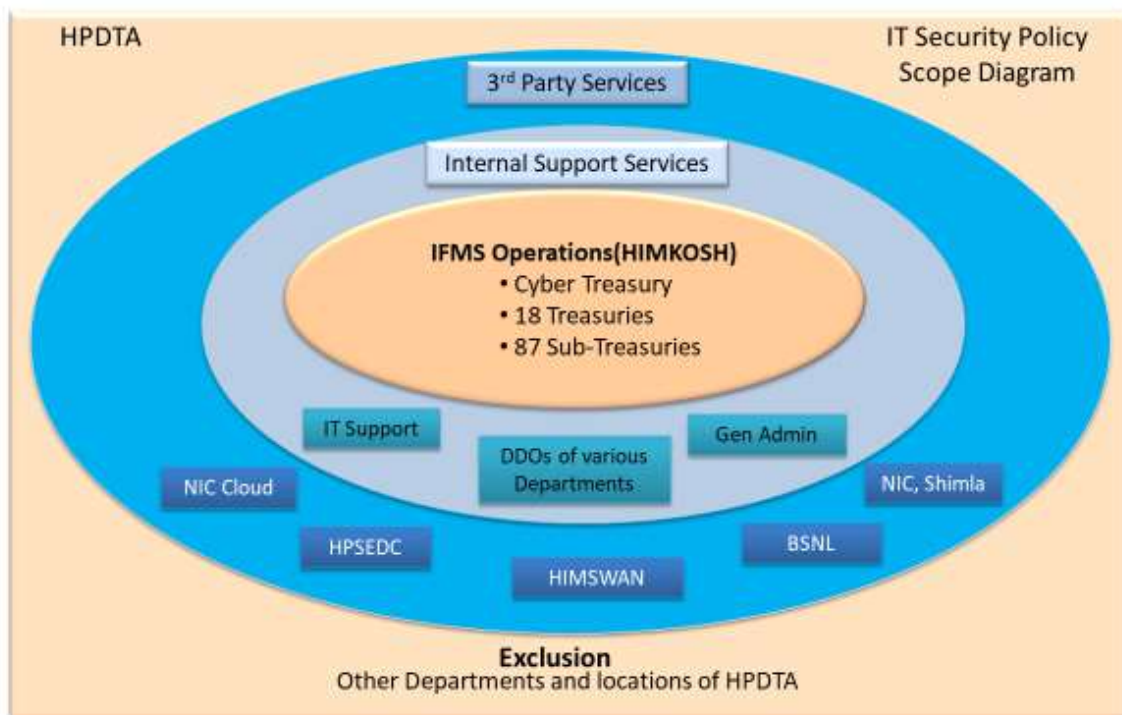 HPDTA
IT Security Policy
Scope Diagram
3rd Party Services
Internal Support Services
IFMS Operations(HIMKOSH)
• Cyber Treasury
• 18 Treasuries
• 87 Sub-Treasuries
IT Support
DDOs of various
Departments
Gen Admin
NIC Cloud
HPSEDC
HIMSWAN
BSNL
NIC, Shimla
Exclusion
Other Departments and locations of HPDTA